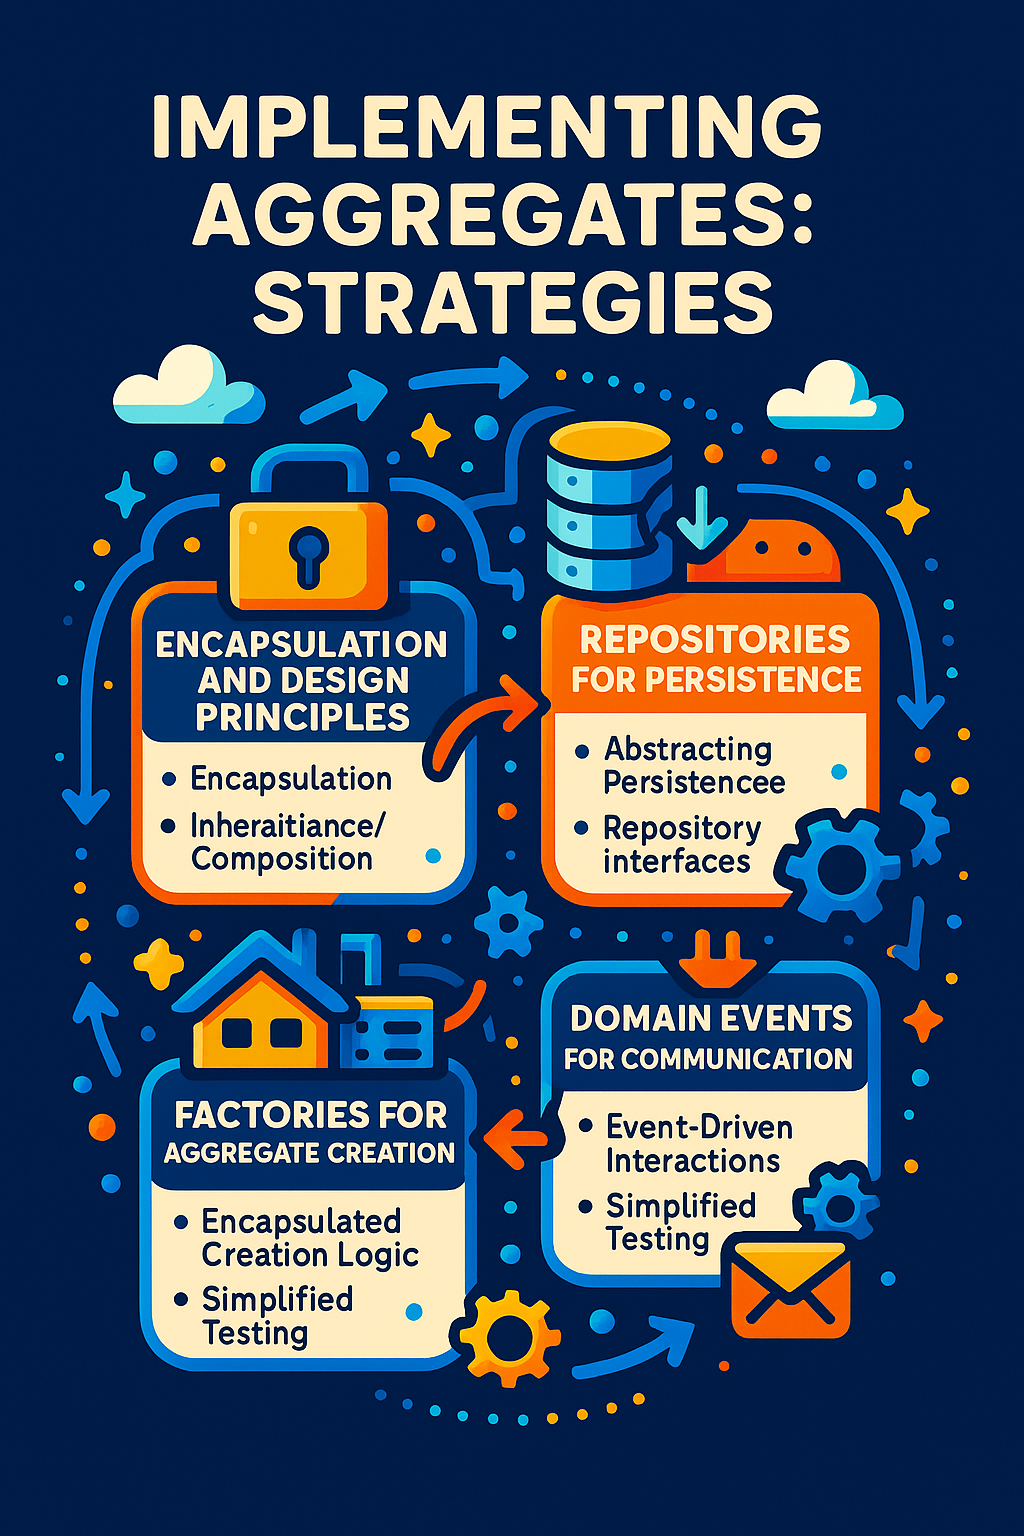 IMPLEMENTING
AGGREGATES:
STRATEGIES
ENCAPSULATION
AND DESIGN
PRINCIPLES
• Encapsulation
• Inheraitiance/
Composition
REPOSITORIES
FOR PERSISTENCE
• Abstracting
Persistencee
• Repository
interfaces
FACTORIES FOR
AGGREGATE CREATION
• Encapsulated
Creation Logic
• Simplified
Testing
DOMAIN EVENTS
FOR COMMUNICATION
• Event-Driven
Interactions
• Simplified
Testing